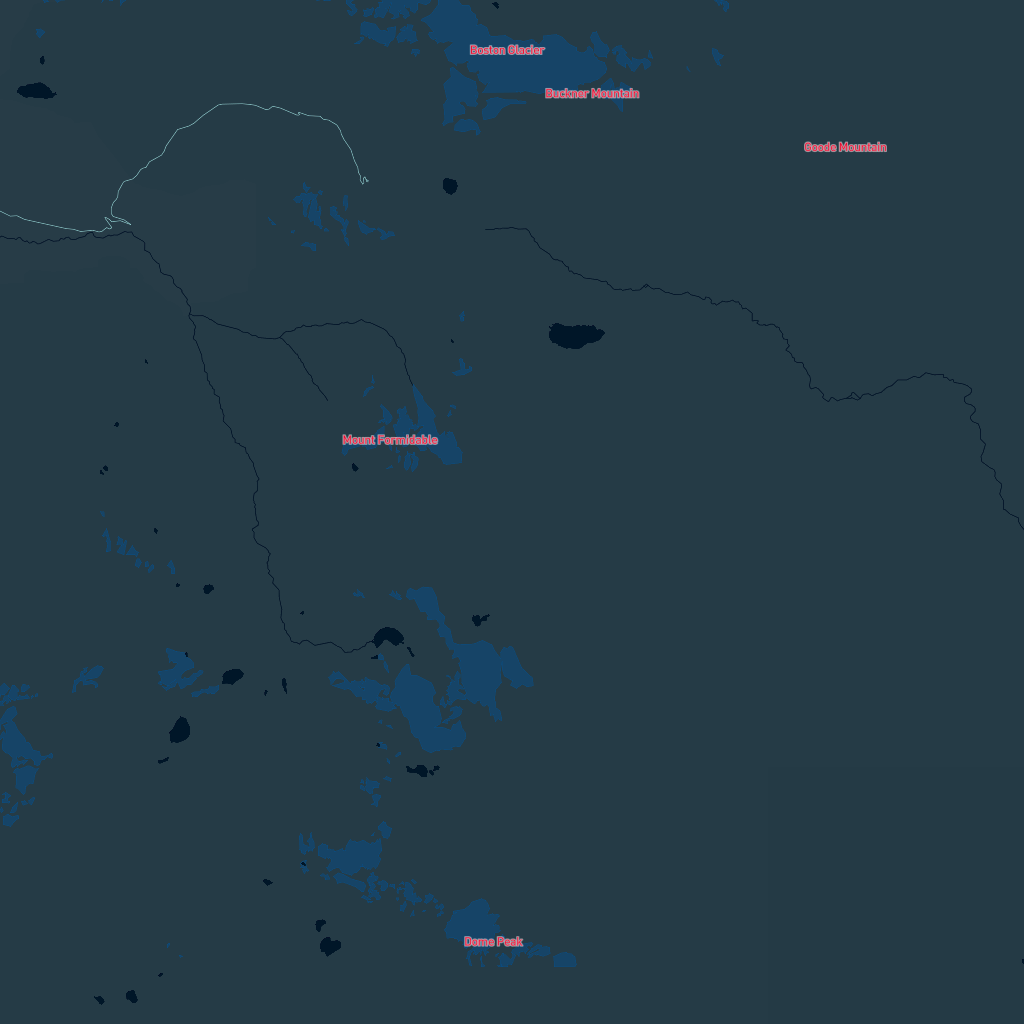 Boston Glacier
Buckner Mountain
Goode Mountain
Mount Formidable
Dome Peak